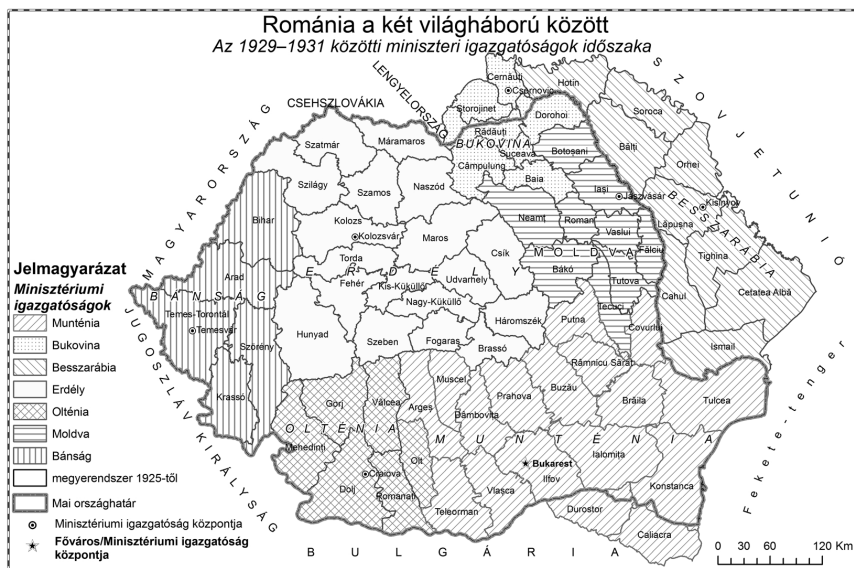 Románia a két világháború között
Az 1929–1931 közötti miniszteri igazgatóságok időszaka
SZOVJETUNIÓ
LENGYELORSZÁG
CSEHSZLOVÁKIA
MAGYARORSZÁG
JUGOSZLÁV KIRÁLYSÁG
BULGÁRIA
Fekete-tenger
Cernăuți
Csernovic
Hotin
Storojinet
Dorohoi
Soroca
Rădăuți
BUKOVINA
Suceava
Botoșani
Bălți
Câmpulung
Baia
Orhei
Szatmár
Máramaros
Szilágy
Szamos
Naszód
Iași
Jászvásár
BESSZARÁBIA
Kisinyov
Bihar
Kolozs
Kolozsvár
Maros
Neamț
Roman
Vaslui
Lăpușna
Csík
MOLDVA
Fălciu
Tighina
Torda
Arad
ERDÉLY
Fehér
Kis-Küküllő
Udvarhely
Bákó
Tutova
Cahul
Cetatea Albă
BÁNSÁG
Nagy-Küküllő
Tecuci
Temes-Torontál
Temesvár
Szörény
Hunyad
Szeben
Fogaras
Brassó
Háromszék
Putna
Covurlui
Ismail
Krassó
Râmnicu Sărat
Gorj
Vâlcea
Argeș
Muscel
Dâmbovița
Prahova
Buzău
Brăila
Tulcea
OLTÉNIA
MUNTÉNIA
Mehedinți
Olt
Ialomița
Craiova
Bukarest
Dolj
Romanați
Ilfov
Konstanca
Teleorman
Vlașca
Durostor
Caliacra
Jelmagyarázat
Minisztériumi
igazgatóságok
Munténia
Bukovina
Besszarábia
Erdély
Olténia
Moldva
Bánság
megyerendszer 1925-től
Mai országhatár
Minisztériumi igazgatóság központja
Főváros/Minisztériumi igazgatóság
központja
0 30 60 120 Km